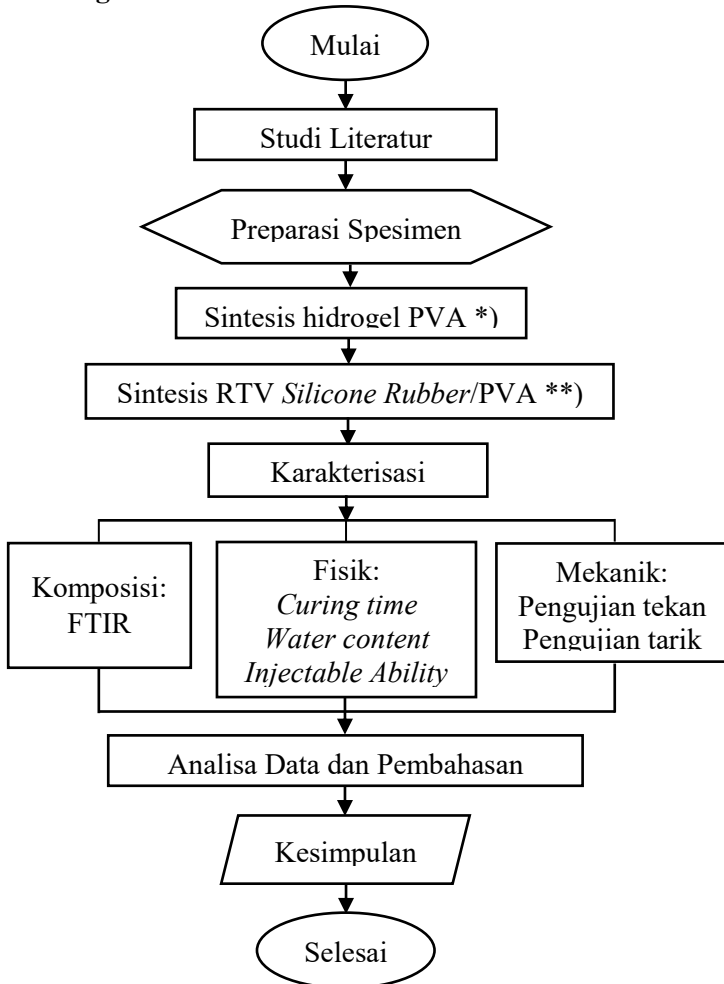 Mulai
Studi Literatur
Preparasi Spesimen
Sintesis hidrogel PVA *)
Sintesis RTV Silicone Rubber/PVA **)
Karakterisasi
Komposisi:
FTIR
Fisik:
Curing time
Water content
Injectable Ability
Mekanik:
Pengujian tekan
Pengujian tarik
Analisa Data dan Pembahasan
Kesimpulan
Selesai